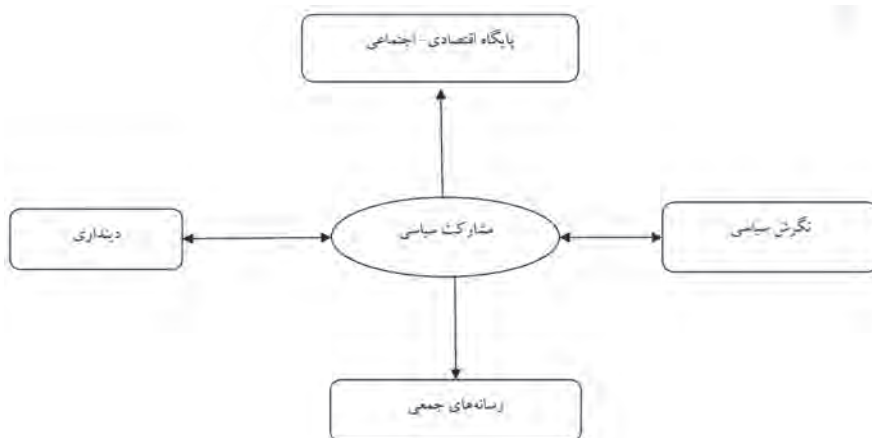 پایگاه اقتصادی- اجتماعی
نگرش سیاسی
مشارکت سیاسی
دینداری
رسانه‌های جمعی